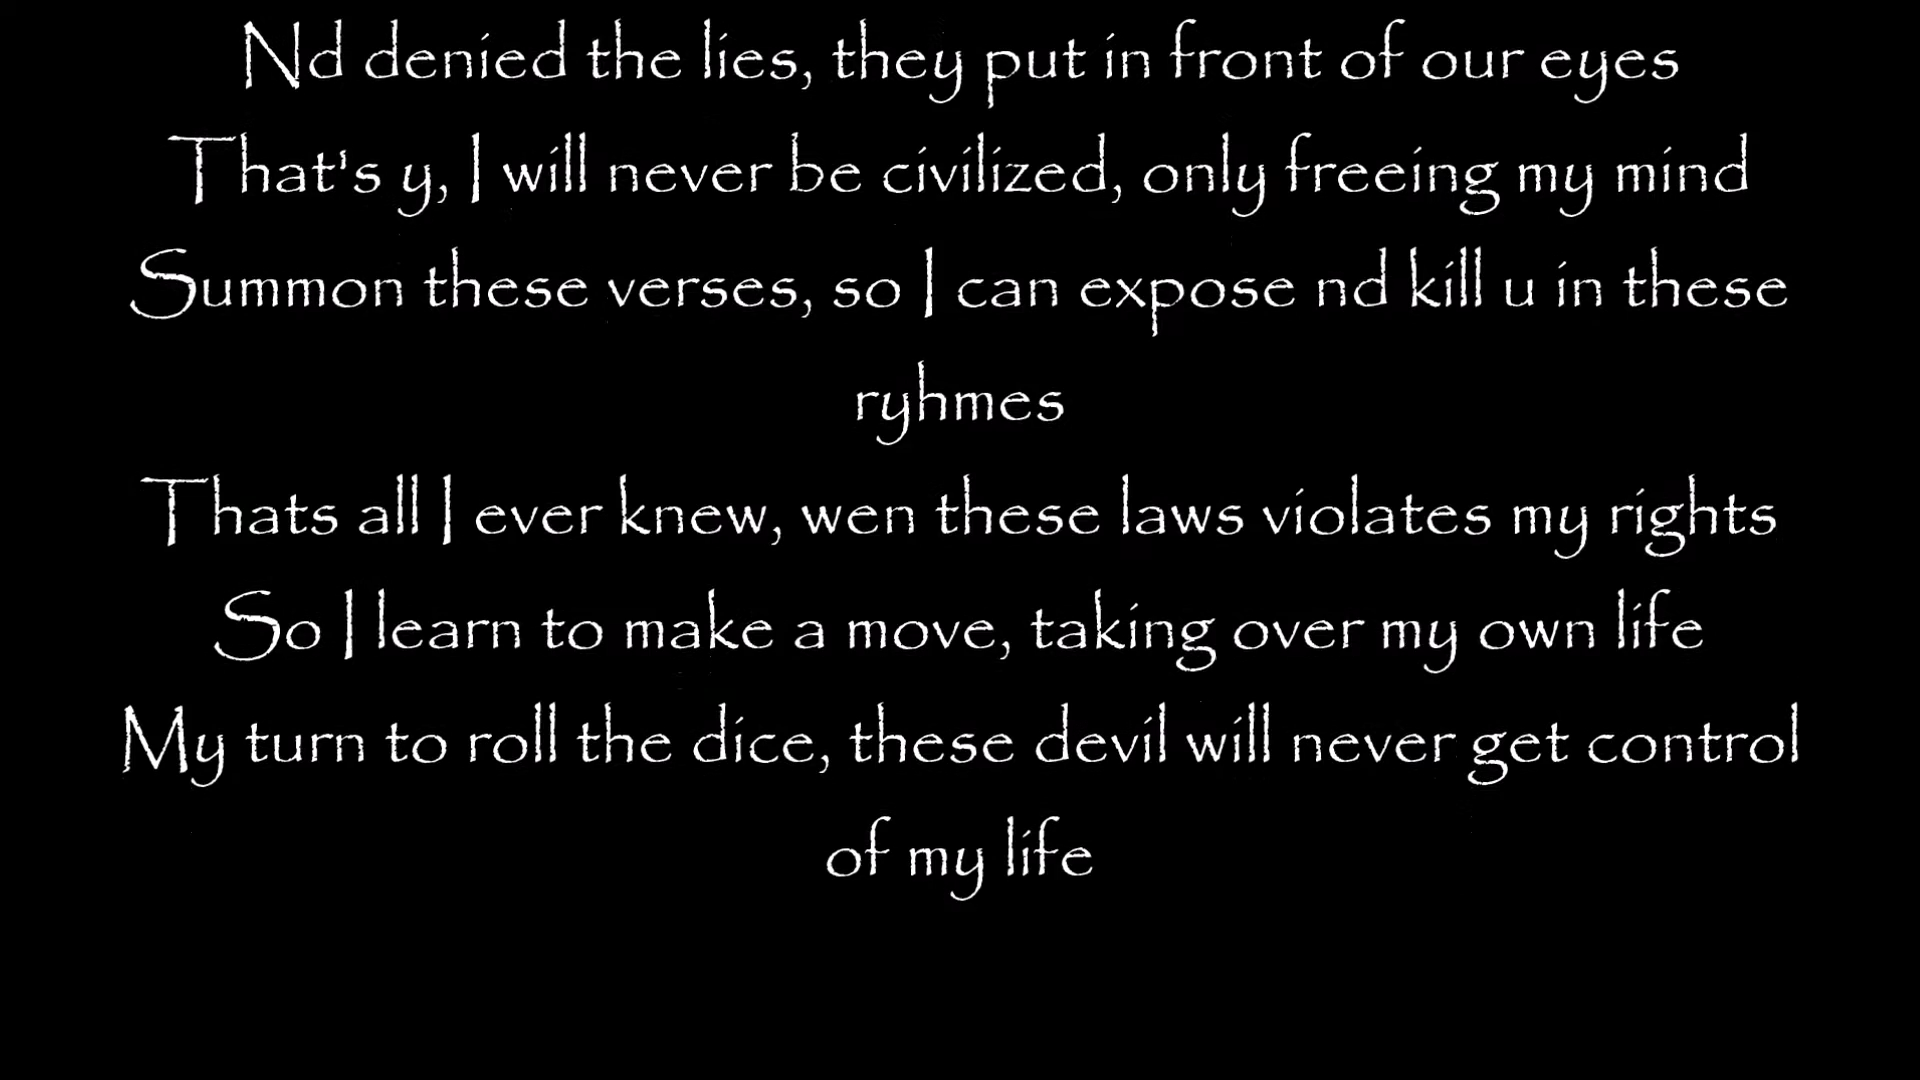 Nd denied the lies, they put in front of our eyes
That's y, I will never be civilized, only freeing my mind
Summon these verses, so I can expose nd kill u in these
ryhmes
Thats all I ever knew, wen these laws violates my rights
So I learn to make a move, taking over my own life
My turn to roll the dice, these devil will never get control
of my life